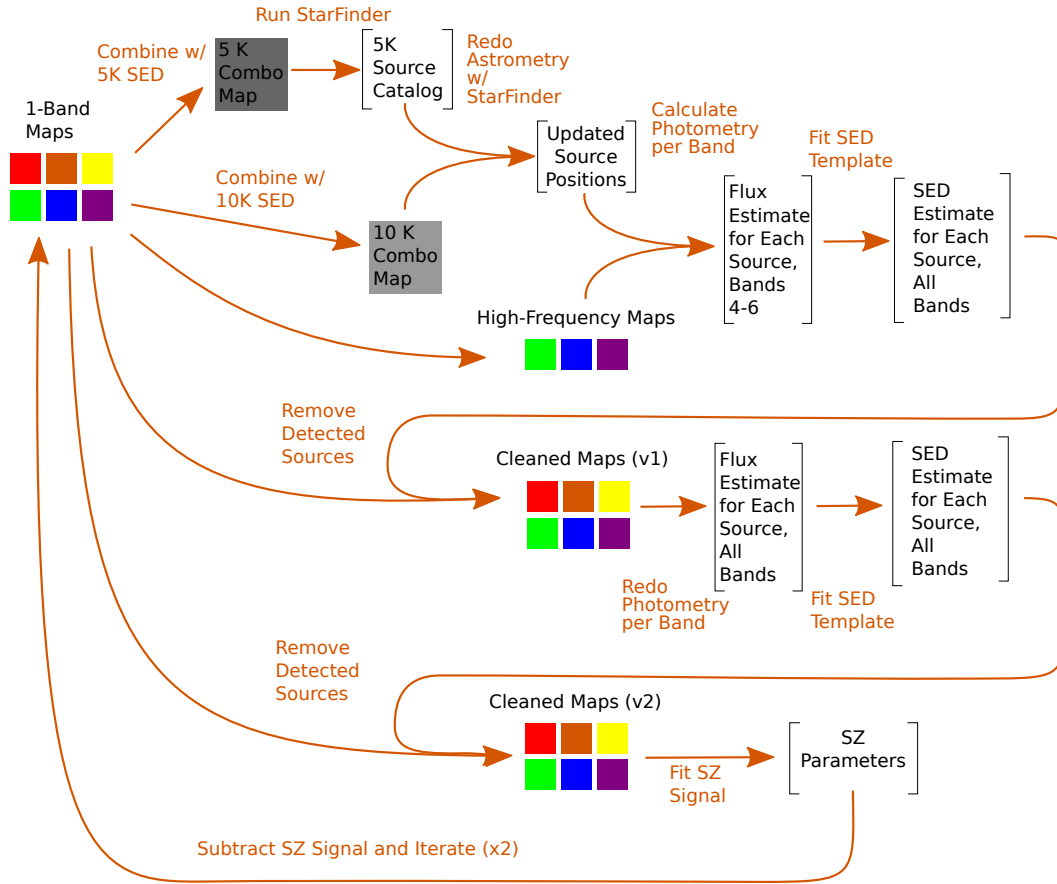 Run StarFinder
Combine w/
5K SED
5 K
Combo
Map
5K
Source
Catalog
Redo
Astrometry
w/
StarFinder
1-Band
Maps
Combine w/
10K SED
10 K
Combo
Map
Updated
Source
Positions
Calculate
Photometry
per Band
Flux
Estimate
for Each
Source,
Bands
4-6
Fit SED
Template
SED
Estimate
for Each
Source,
All
Bands
High-Frequency Maps
Remove
Detected
Sources
Cleaned Maps (v1)
Redo
Photometry
per Band
Flux
Estimate
for Each
Source,
All
Bands
Fit SED
Template
SED
Estimate
for Each
Source,
All
Bands
Remove
Detected
Sources
Cleaned Maps (v2)
Fit SZ
Signal
SZ
Parameters
Subtract SZ Signal and Iterate (x2)